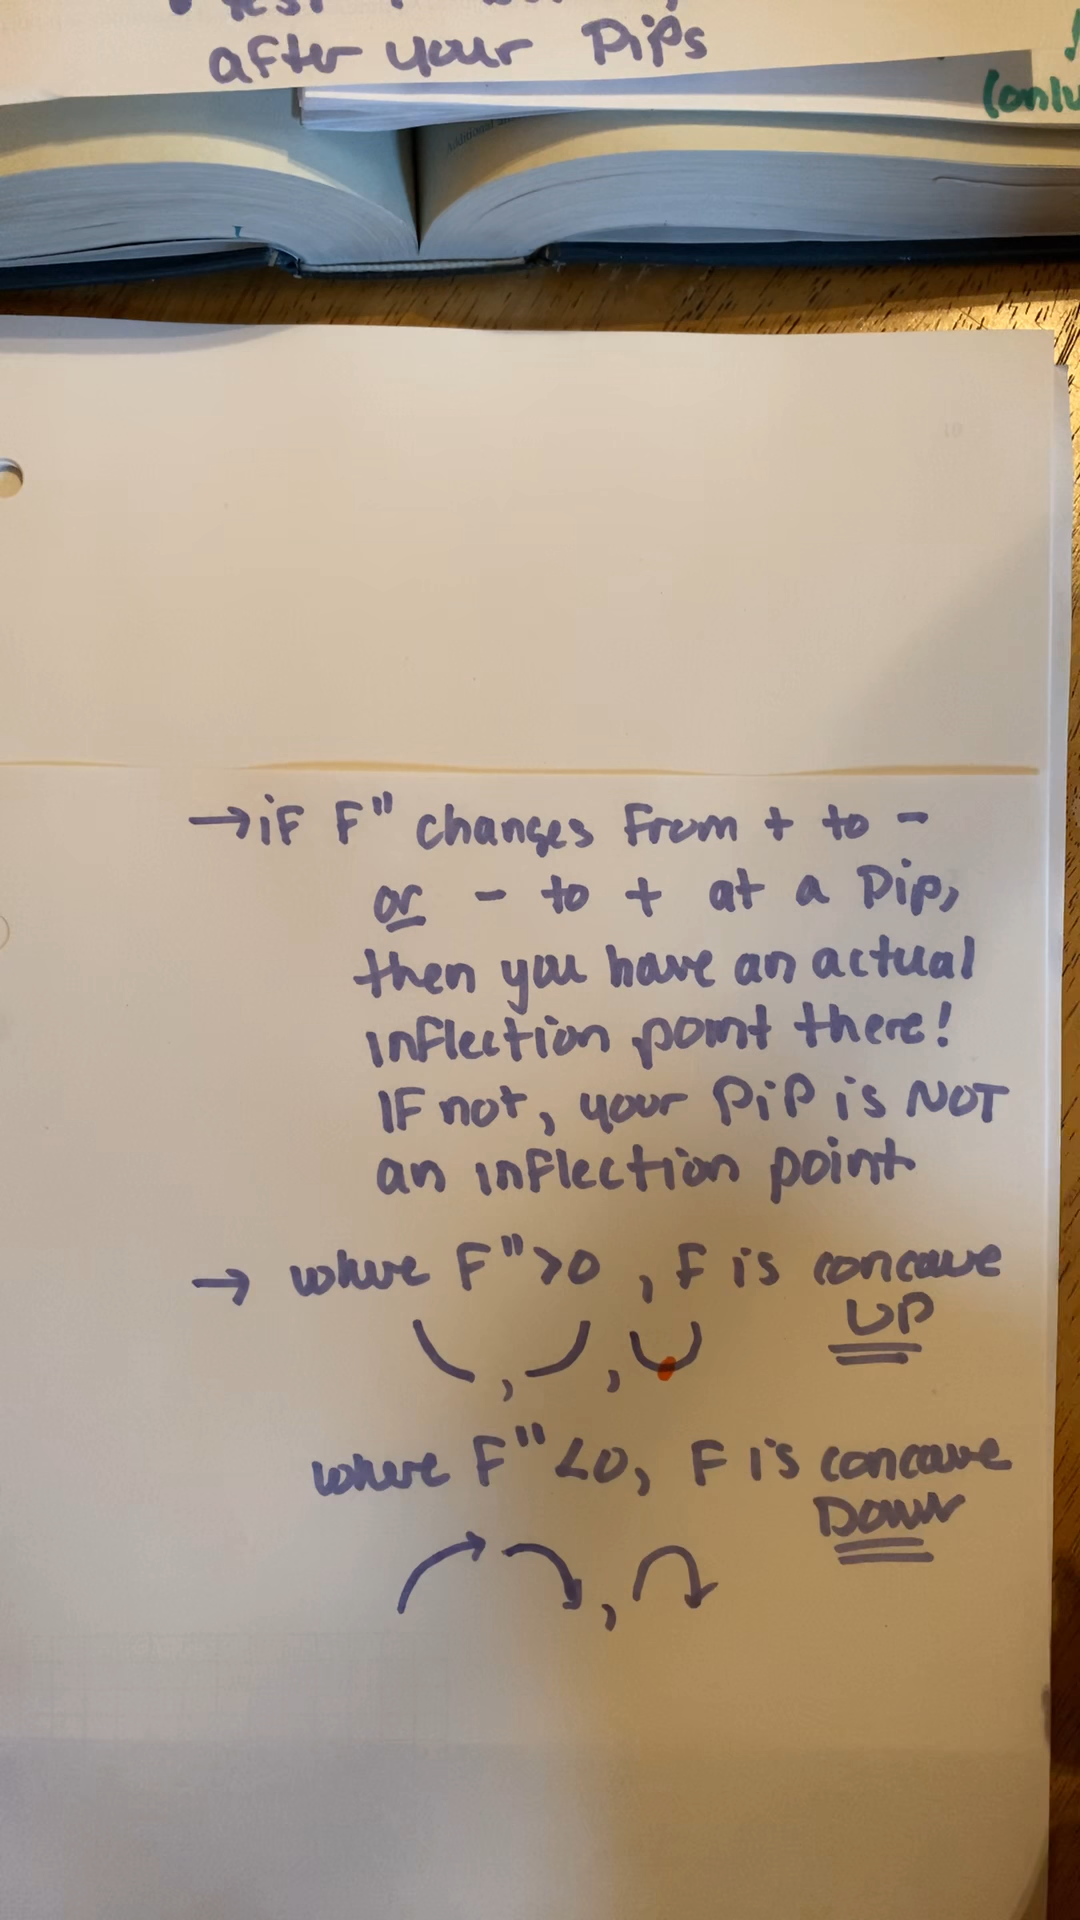 after your PiPs
(only
Additional
→ if F" changes from + to -
or - to + at a Pip,
then you have an actual
inflection point there!
IF not, your PiP is NOT
an inflection point
→ where F" >0, F is concave
UP
where F" <0, F is concave
DOWN